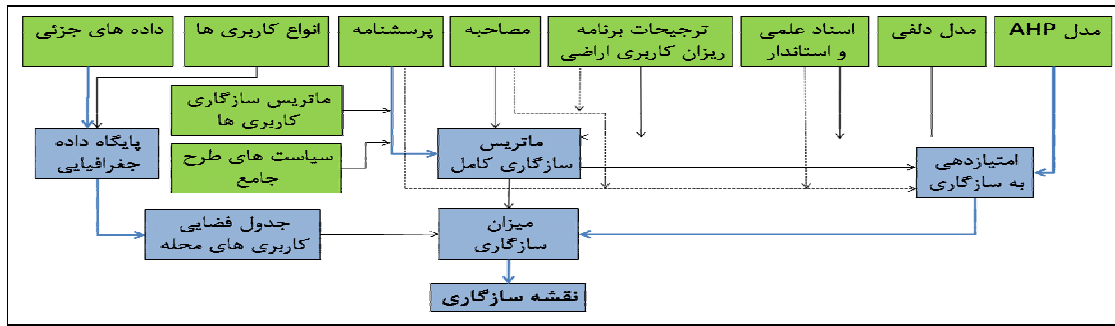 مدل AHP
مدل دلفی
اسناد علمی
و استاندار
ترجیحات برنامه
ریزان کاربری اراضی
مصاحبه
پرسشنامه
انواع کاربری ها
داده های جزئی
ماتریس سازگاری
کاربری ها
سیاست های طرح
جامع
پایگاه داده
جغرافیایی
ماتریس
سازگاری کامل
امتیازدهی
به سازگاری
جدول فضایی
کاربری های محله
میزان
سازگاری
نقشه سازگاری